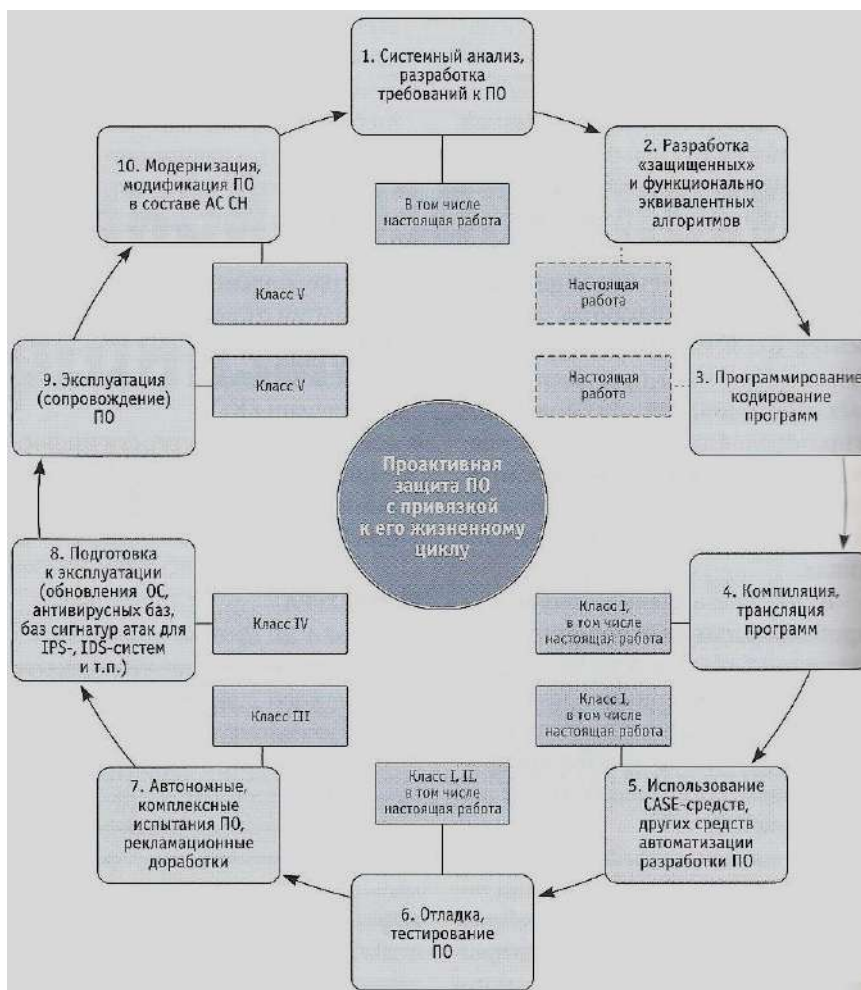 1. Системный анализ,
разработка
требований к ПО
2. Разработка
«защищенных»
и функционально
эквивалентных
алгоритмов
10. Модернизация,
модификация ПО
в составе АС СН
В том числе
настоящая работа
Класс V
Настоящая
работа
9. Эксплуатация
(сопровождение)
ПО
Класс V
Настоящая
работа
3. Программирование
кодирование
программ
Проактивная
защита ПО
с привязкой
к его жизненному
циклу
8. Подготовка
к эксплуатации
(обновления ОС,
антивирусных баз,
баз сигнатур атак для
IPS-, IDS-систем
и т.п.)
Класс IV
Класс I,
в том числе
настоящая работа
4. Компиляция,
трансляция
программ
Класс III
Класс I,
в том числе
настоящая работа
7. Автономные,
комплексные
испытания ПО,
рекламационные
доработки
Класс I, II,
в том числе
настоящая работа
5. Использование
CASE-средств,
других средств
автоматизации
разработки ПО
6. Отладка,
тестирование
ПО